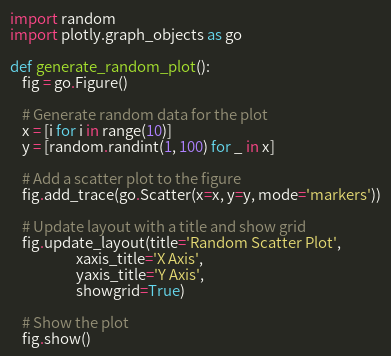 import random
import plotly.graph_objects as go

def generate_random_plot():
    fig = go.Figure()

    # Generate random data for the plot
    x = [i for i in range(10)]
    y = [random.randint(1, 100) for _ in x]

    # Add a scatter plot to the figure
    fig.add_trace(go.Scatter(x=x, y=y, mode='markers'))

    # Update layout with a title and show grid
    fig.update_layout(title='Random Scatter Plot',
                      xaxis_title='X Axis',
                      yaxis_title='Y Axis',
                      showgrid=True)

    # Show the plot
    fig.show()